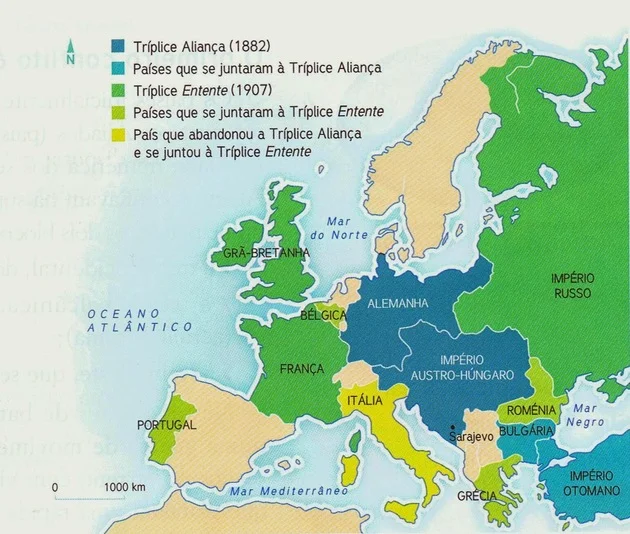 N
Tríplice Aliança (1882)
Países que se juntaram à Tríplice Aliança
Tríplice Entente (1907)
Países que se juntaram à Tríplice Entente
País que abandonou a Tríplice Aliança
e se juntou à Tríplice Entente
Mar
do Norte
GRÃ-BRETANHA
IMPÉRIO
RUSSO
OCEANO
ATLÂNTICO
BÉLGICA
ALEMANHA
FRANÇA
IMPÉRIO
AUSTRO-HÚNGARO
ITÁLIA
PORTUGAL
ROMÉNIA
Mar
Negro
Sarajevo
BULGÁRIA
IMPÉRIO
OTOMANO
GRÉCIA
0 1000 km
Mar Mediterrâneo